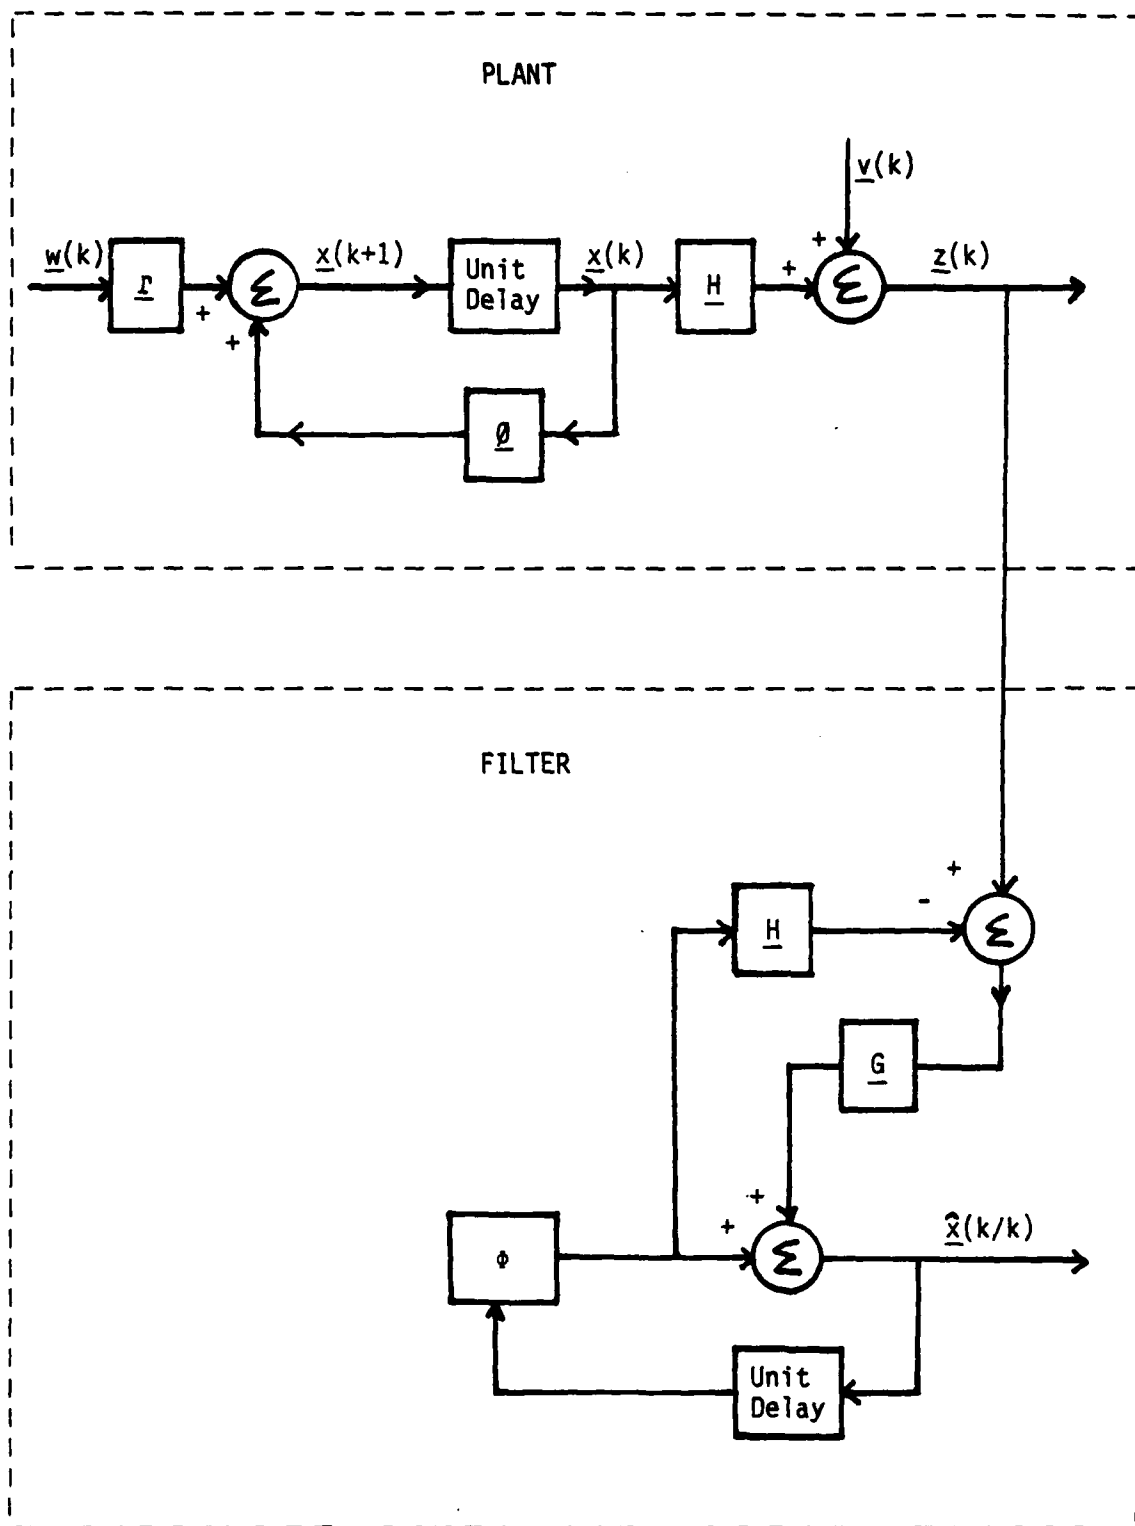 PLANT
v(k)
w(k)
Γ
+
+
Σ
x(k+1)
Unit
Delay
x(k)
H
+
+
Σ
z(k)
Ø
FILTER
+
-
H
Σ
G
+
+
Φ
Σ
x̂(k/k)
Unit
Delay